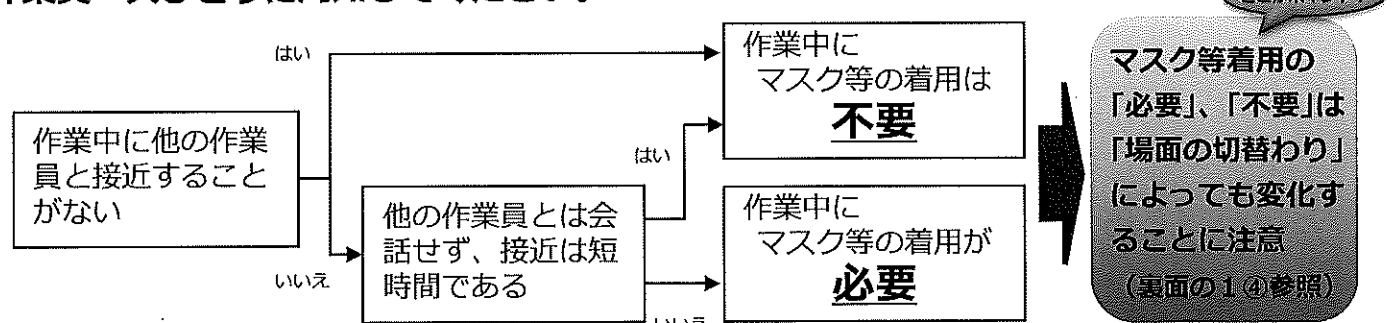 はい
作業中に他の作業
員と接近すること
がない
いいえ
他の作業員とは会
話せず、接近は短
時間である
はい
いいえ
作業中に
マスク等の着用は
不要
作業中に
マスク等の着用が
必要
マスク等着用の
「必要」、「不要」は
「場面の切替わり」
によっても変化す
ることに注意
（裏面の１④参照）